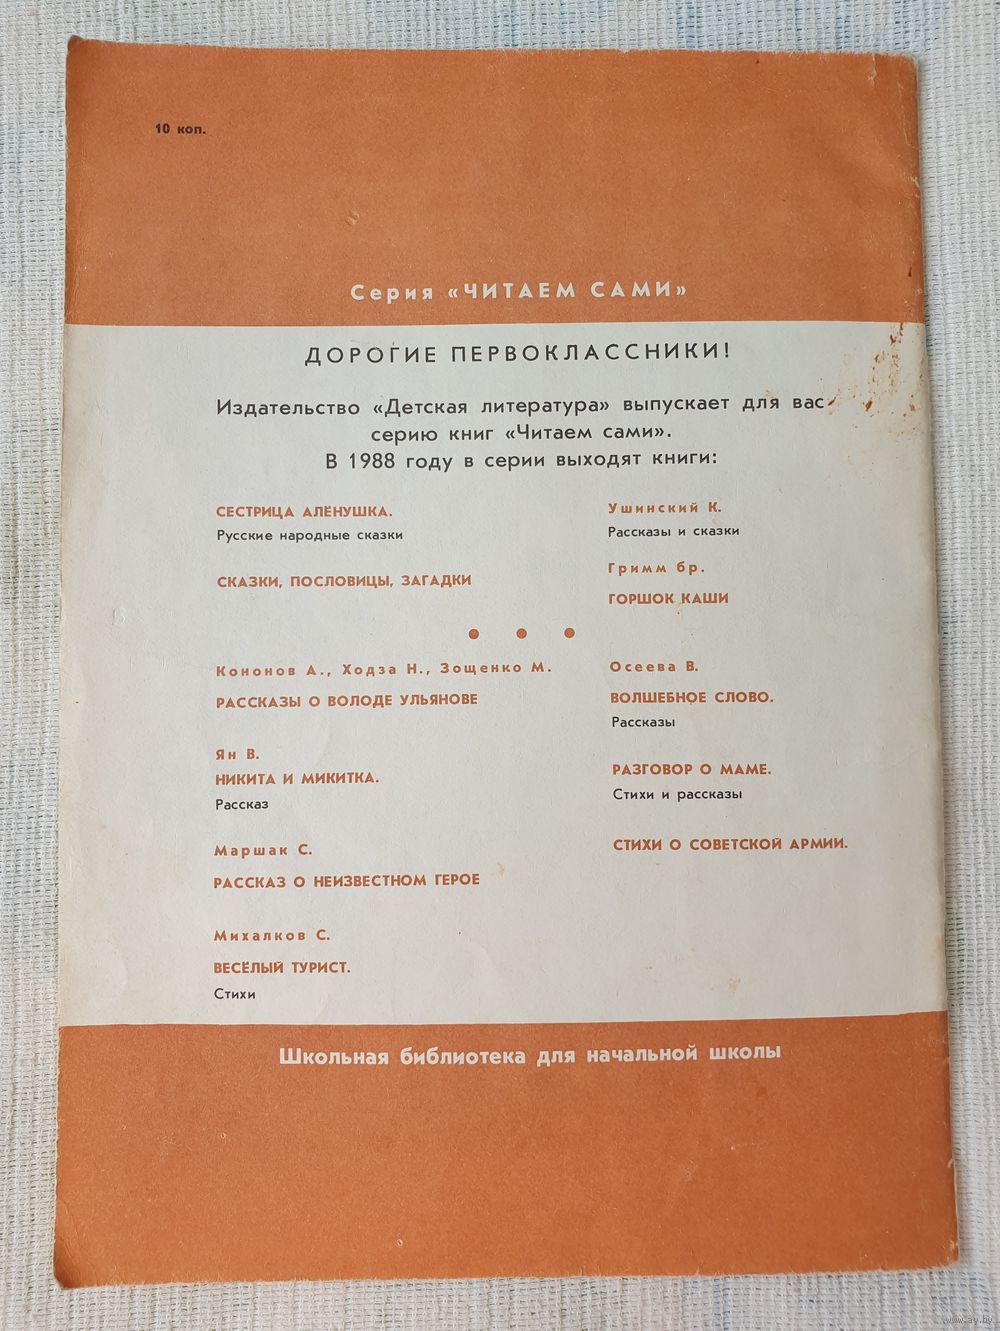 10 коп.
Серия «ЧИТАЕМ САМИ»
ДОРОГИЕ ПЕРВОКЛАССНИКИ!
Издательство «Детская литература» выпускает для вас
серию книг «Читаем сами».
В 1988 году в серии выходят книги:
СЕСТРИЦА АЛЁНУШКА.
Русские народные сказки
СКАЗКИ, ПОСЛОВИЦЫ, ЗАГАДКИ
Ушинский К.
Рассказы и сказки
Гримм бр.
ГОРШОК КАШИ
Кононов А., Ходза Н., Зощенко М.
РАССКАЗЫ О ВОЛОДЕ УЛЬЯНОВЕ
Ян В.
НИКИТА И МИКИТКА.
Рассказ
Маршак С.
РАССКАЗ О НЕИЗВЕСТНОМ ГЕРОЕ
Михалков С.
ВЕСЁЛЫЙ ТУРИСТ.
Стихи
Осеева В.
ВОЛШЕБНОЕ СЛОВО.
Рассказы
РАЗГОВОР О МАМЕ.
Стихи и рассказы
СТИХИ О СОВЕТСКОЙ АРМИИ.
Школьная библиотека для начальной школы
www.ay.by